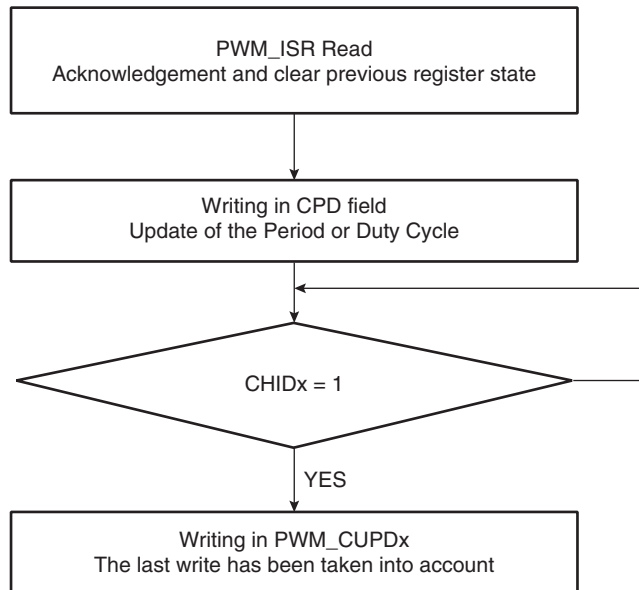 PWM_ISR Read
Acknowledgement and clear previous register state
Writing in CPD field
Update of the Period or Duty Cycle
CHIDx = 1
YES
Writing in PWM_CUPDx
The last write has been taken into account